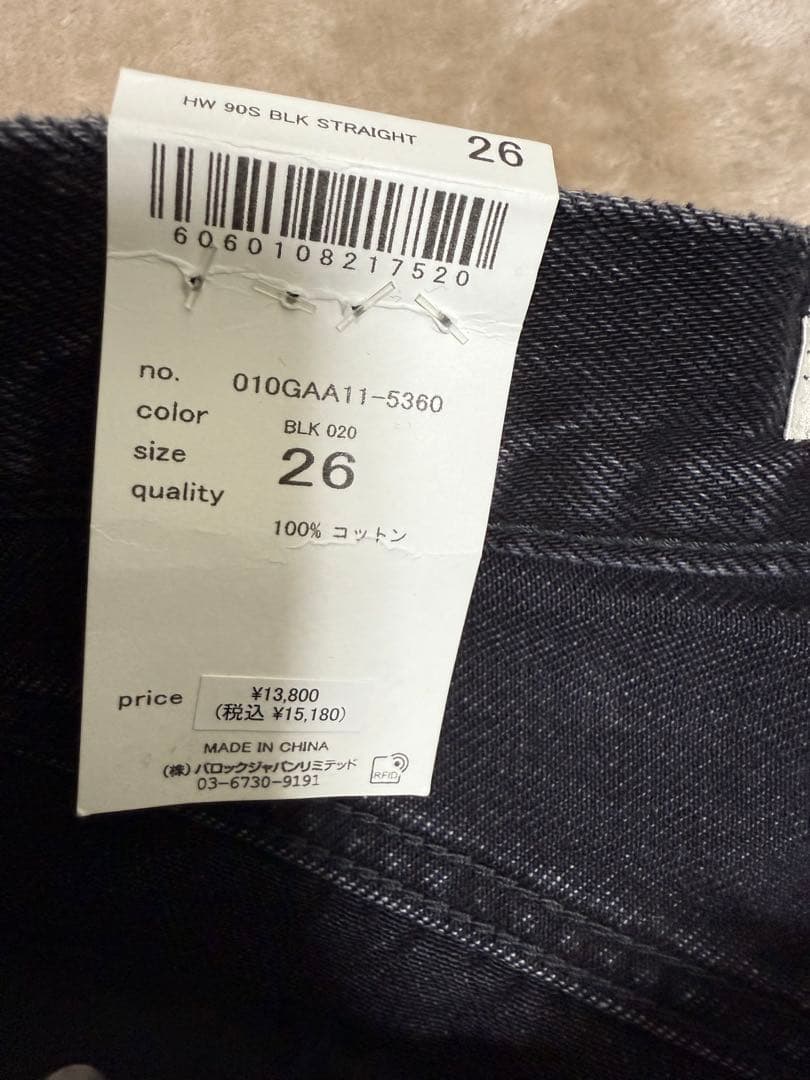 HW 90S BLK STRAIGHT 26
6060108217520
no. 010GAA11-5360
color BLK 020
size 26
quality
100% コットン
price ¥13,800
(税込 ¥15,180)
MADE IN CHINA
(株)バロックジャパンリミテッド
03-6730-9191
RFID